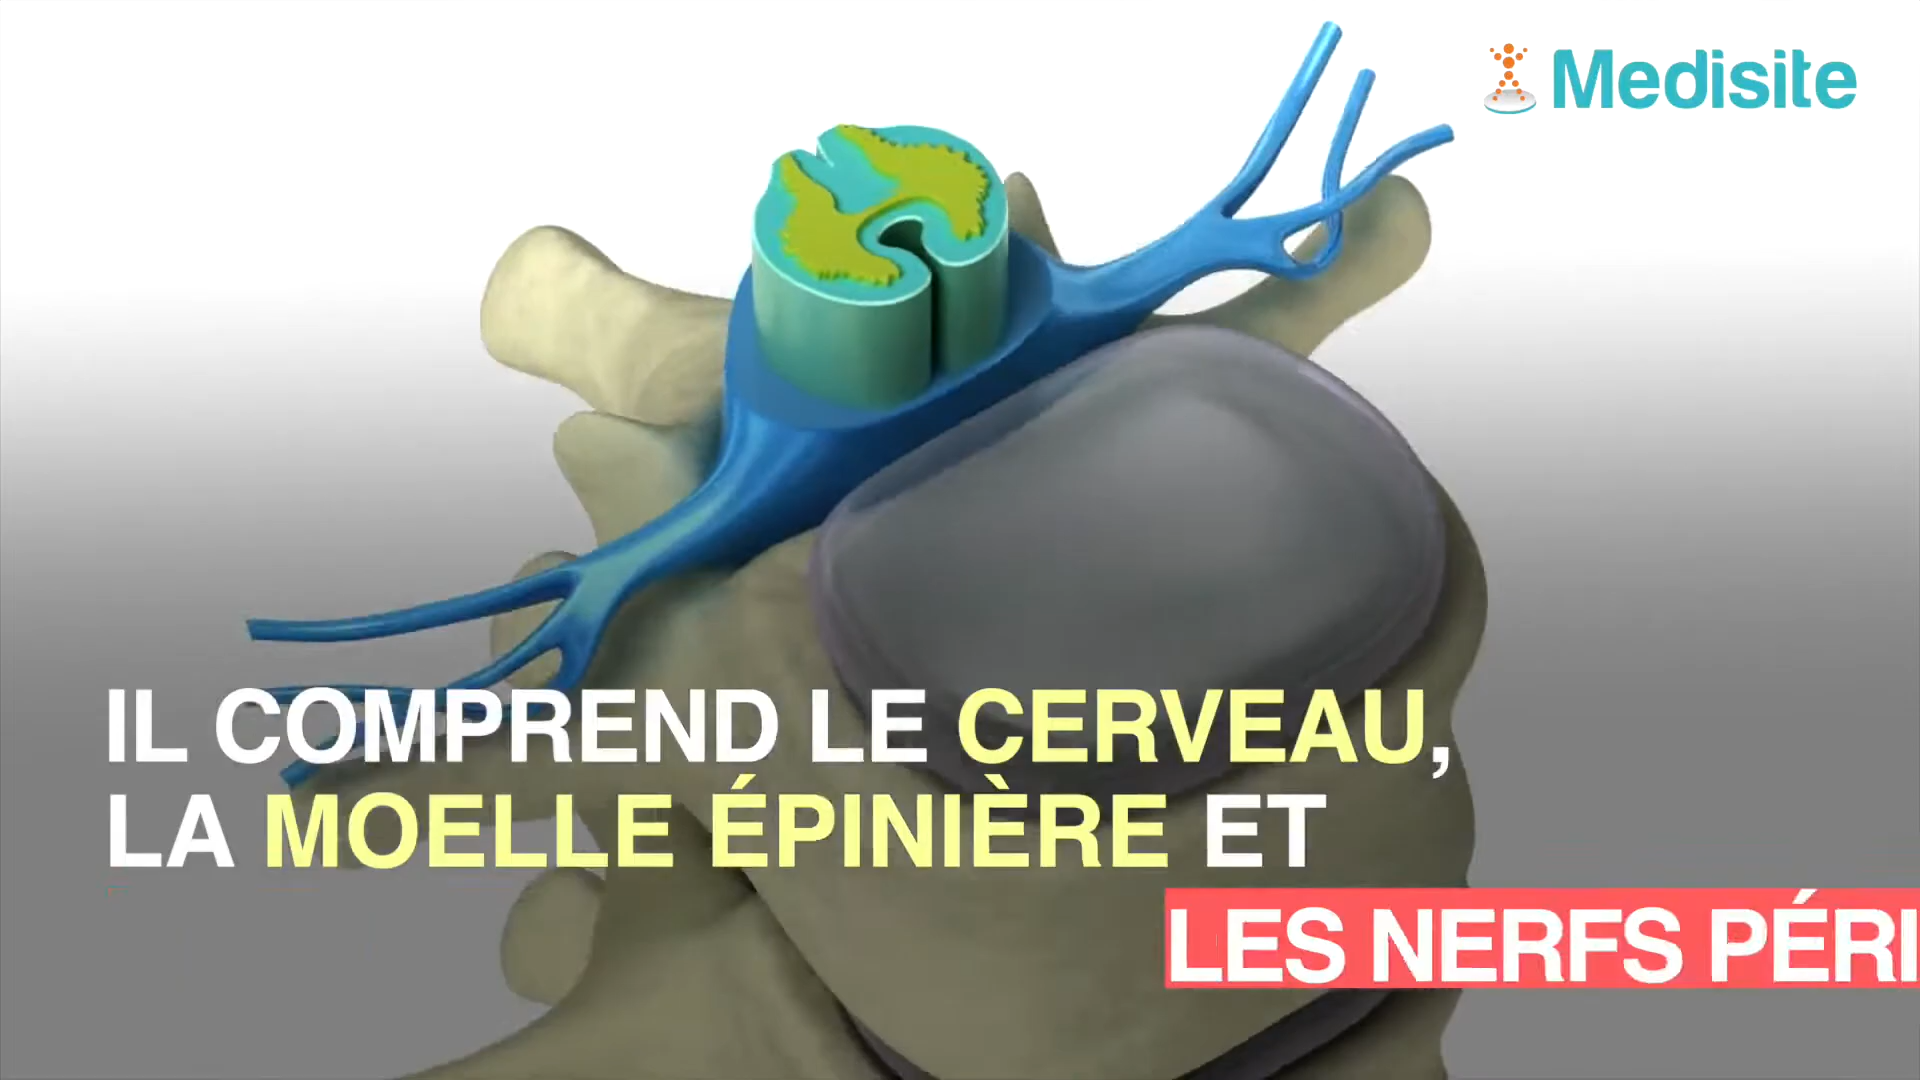 Medisite
IL COMPREND LE CERVEAU,
LA MOELLE ÉPINIÈRE ET
LES NERFS PÉRI